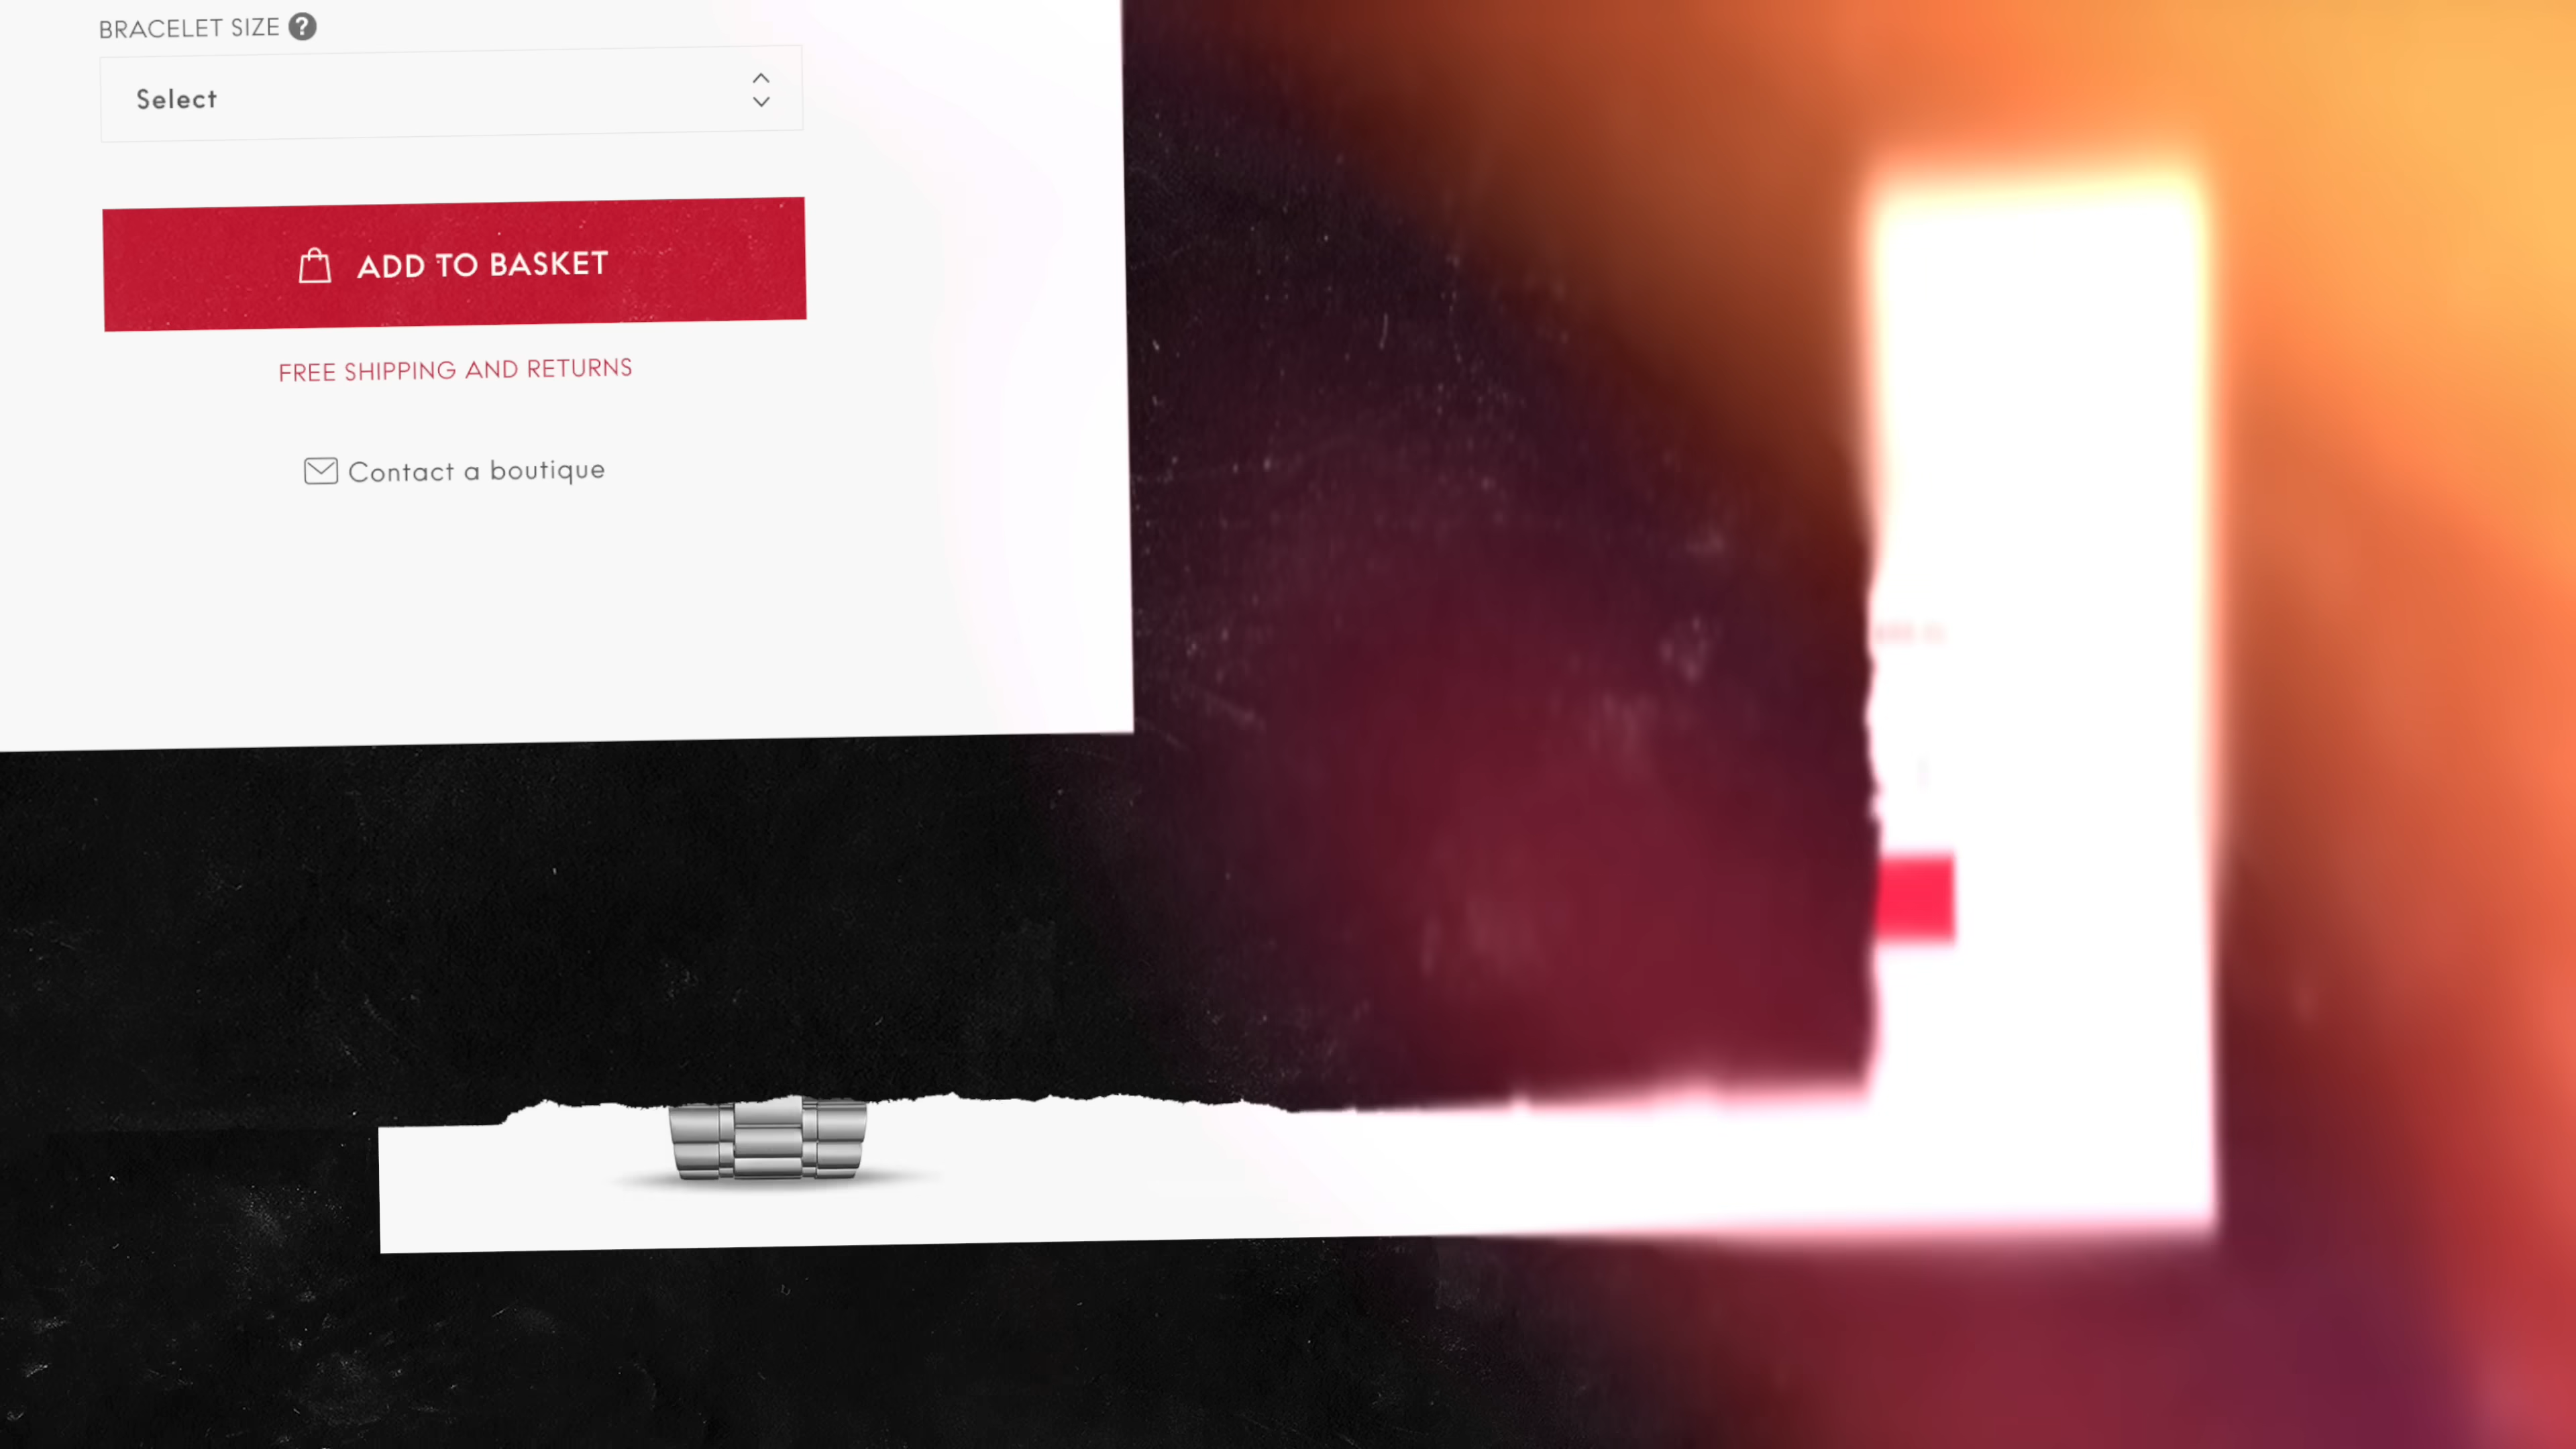 BRACELET SIZE ?
Select
ADD TO BASKET
FREE SHIPPING AND RETURNS
Contact a boutique